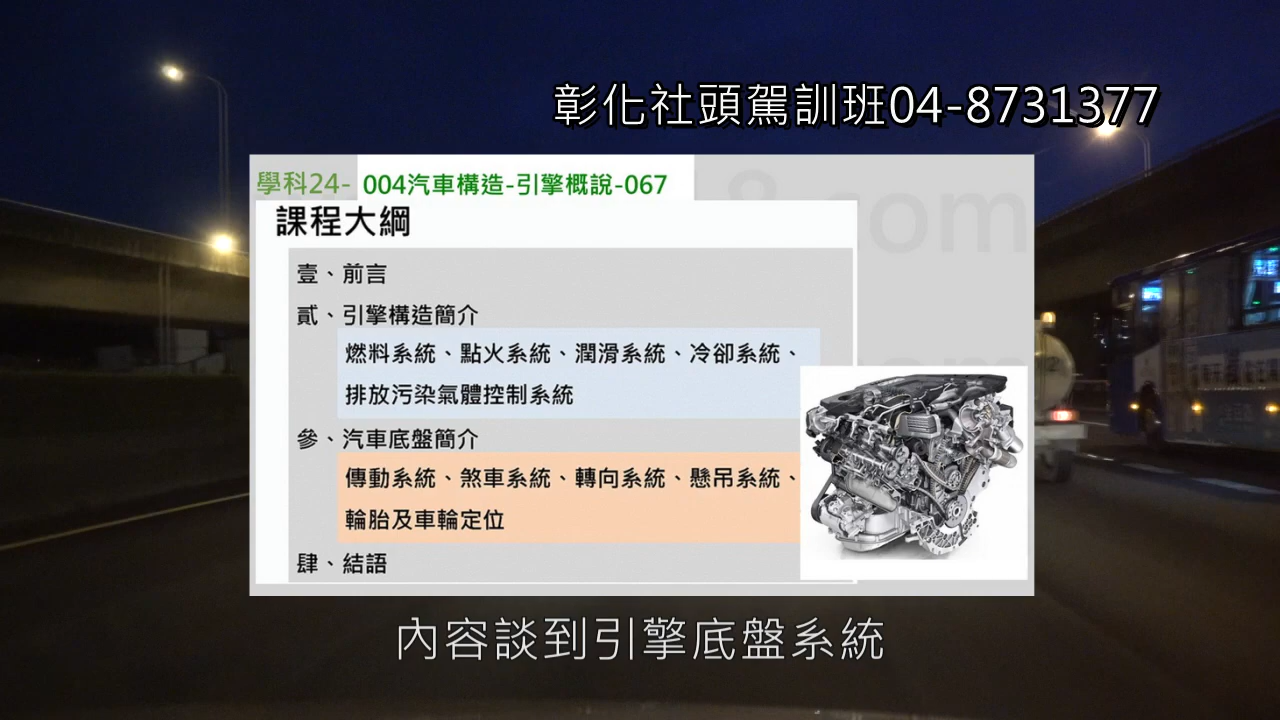 彰化社頭駕訓班04-8731377
學科24- 004汽車構造-引擎概說-067
課程大綱
壹、前言
貳、引擎構造簡介
燃料系統、點火系統、潤滑系統、冷卻系統、
排放污染氣體控制系統
參、汽車底盤簡介
傳動系統、煞車系統、轉向系統、懸吊系統、
輪胎及車輪定位
肆、結語
內容談到引擎底盤系統